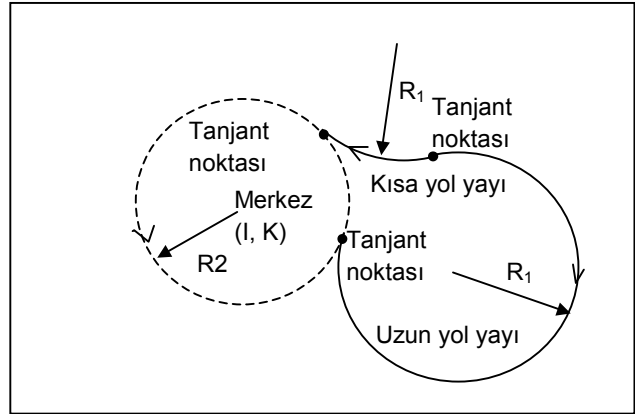 R₁
Tanjant
noktası
Tanjant
noktası
Kısa yol yayı
Merkez
(I, K)
R2
Tanjant
noktası
R₁
Uzun yol yayı